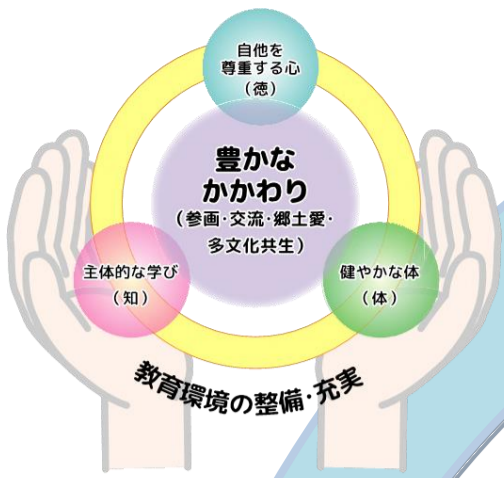 自他を
尊重する心
（徳）
豊かな
かかわり
（参画・交流・郷土愛・
多文化共生）
主体的な学び
（知）
健やかな体
（体）
教育環境の整備・充実